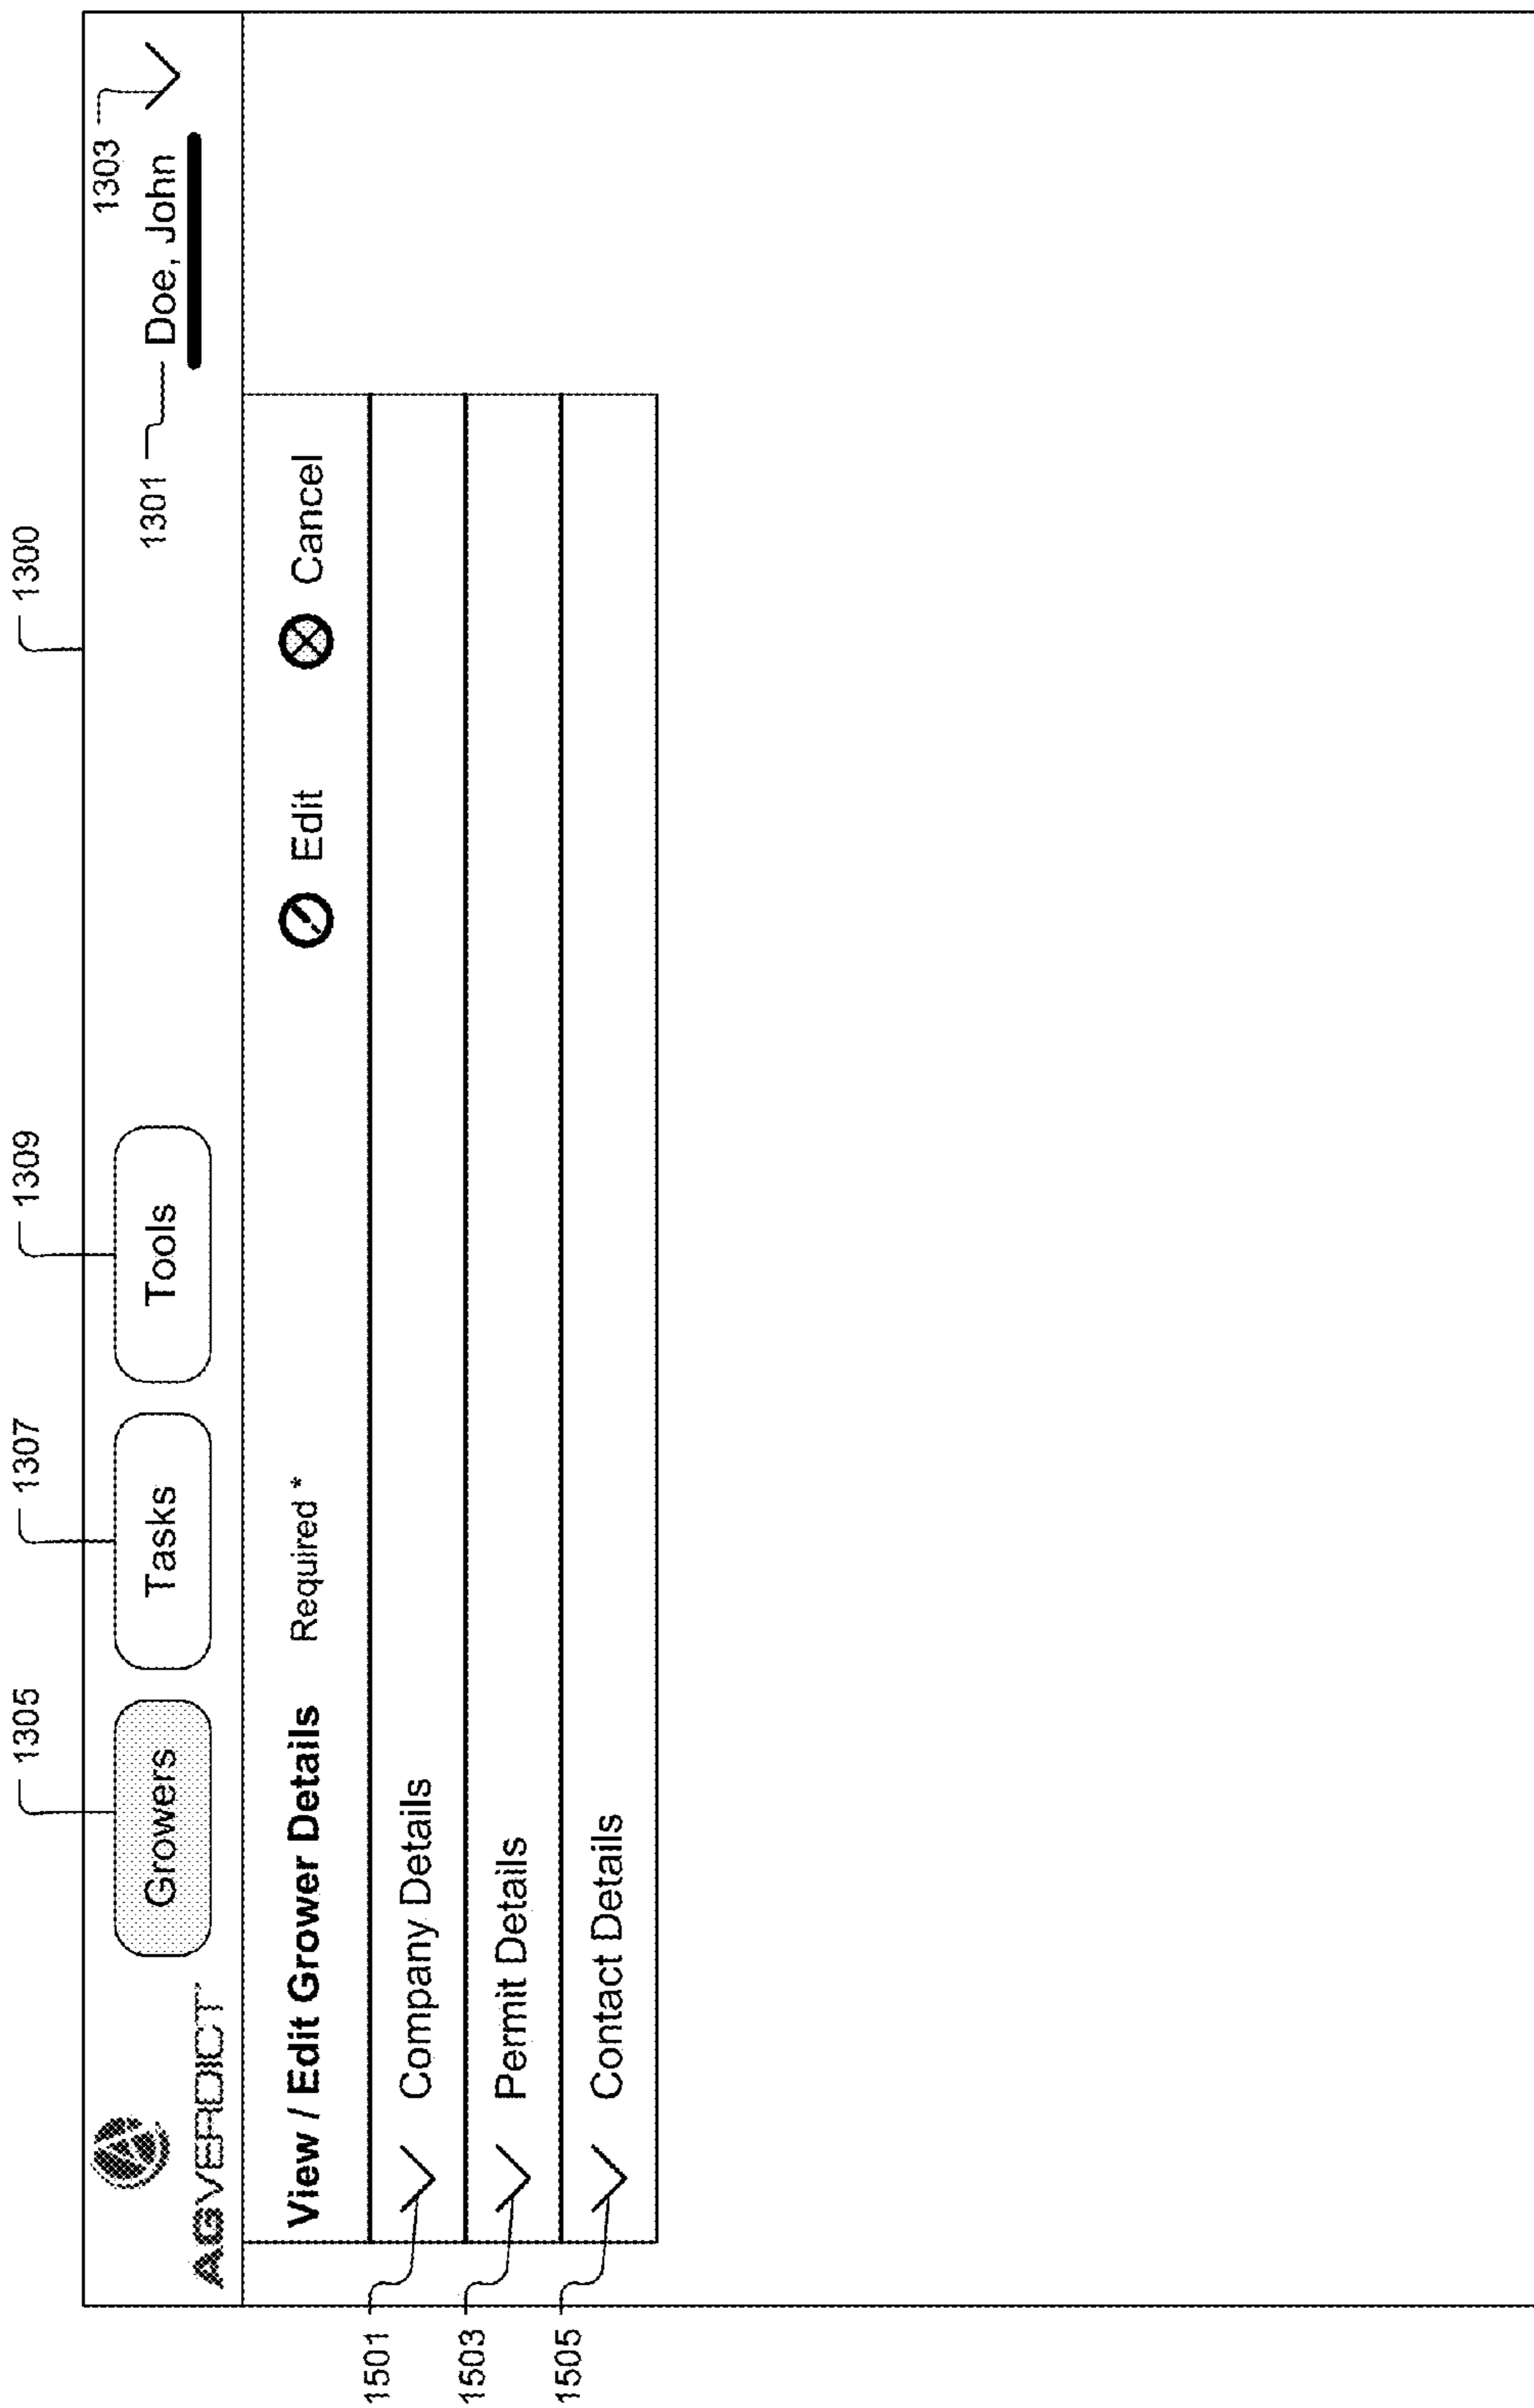 1300
1305
1307
1309
1303
AGVERDICT
Growers
Tasks
Tools
1301
Doe, John
View / Edit Grower Details Required *
Edit
Cancel
1501
Company Details
1503
Permit Details
1505
Contact Details